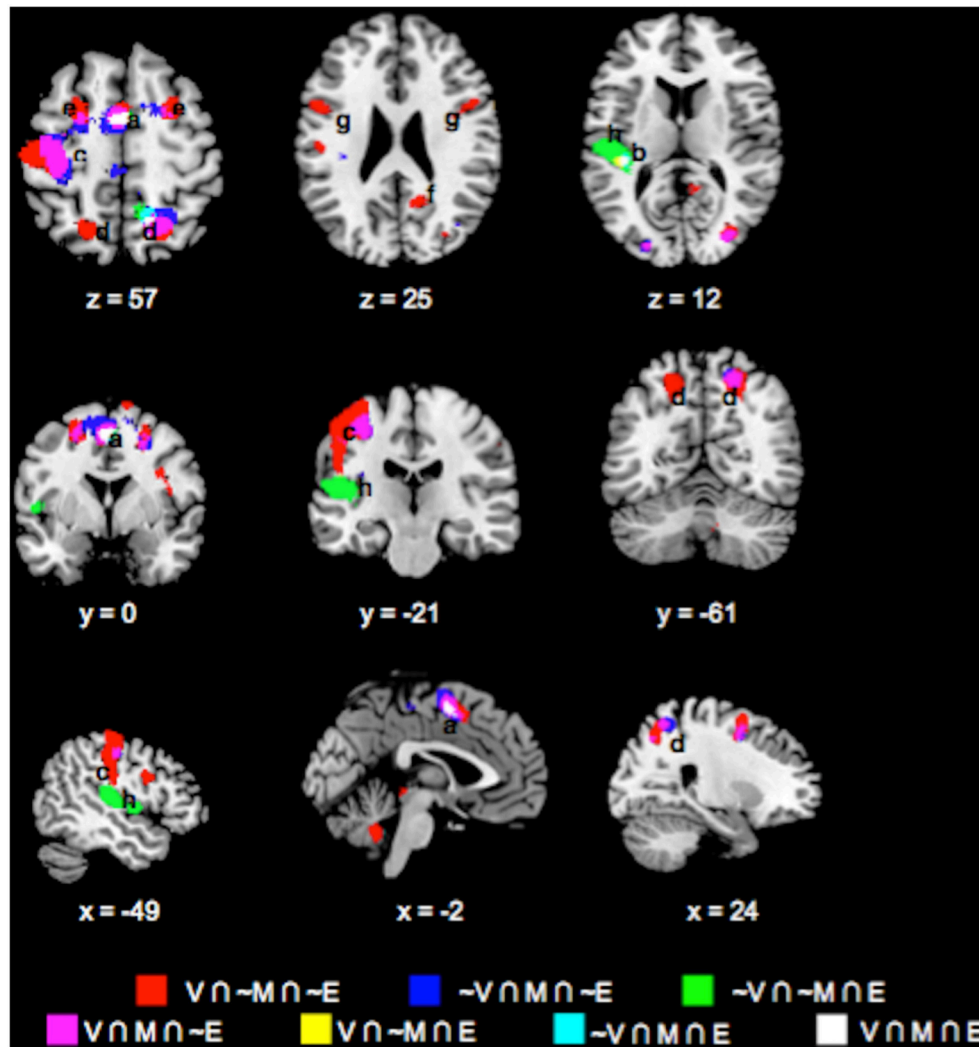 e e
a
c
d d
z = 57
g g
f
z = 25
h
b
z = 12
a
y = 0
c
h
y = -21
d d
y = -61
c
h
x = -49
a
x = -2
d
x = 24
V∩~M∩~E ~V∩M∩~E ~V∩~M∩E
V∩M∩~E V∩~M∩E ~V∩M∩E V∩M∩E